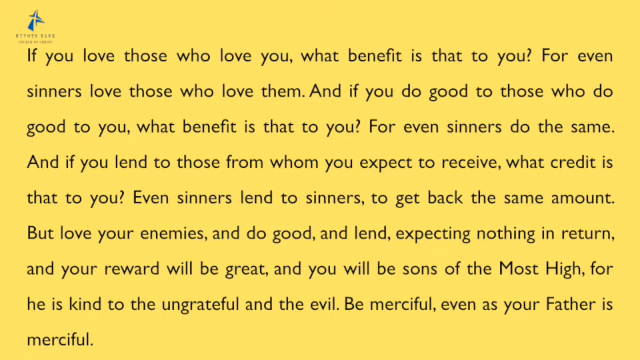 CHURCH OF CHRIST
If you love those who love you, what benefit is that to you? For even
sinners love those who love them. And if you do good to those who do
good to you, what benefit is that to you? For even sinners do the same.
And if you lend to those from whom you expect to receive, what credit is
that to you? Even sinners lend to sinners, to get back the same amount.
But love your enemies, and do good, and lend, expecting nothing in return,
and your reward will be great, and you will be sons of the Most High, for
he is kind to the ungrateful and the evil. Be merciful, even as your Father is
merciful.